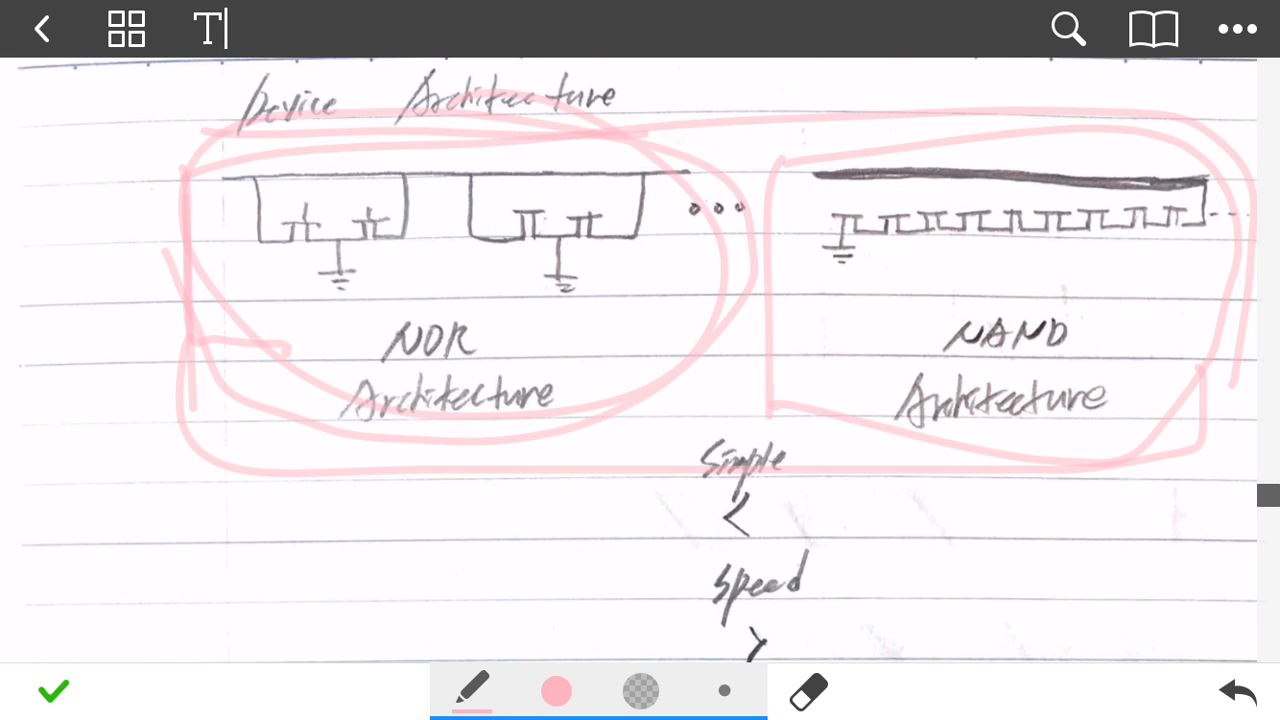 Device Architecture
NOR
Architecture
NAND
Architecture
Simple
<
Speed
>